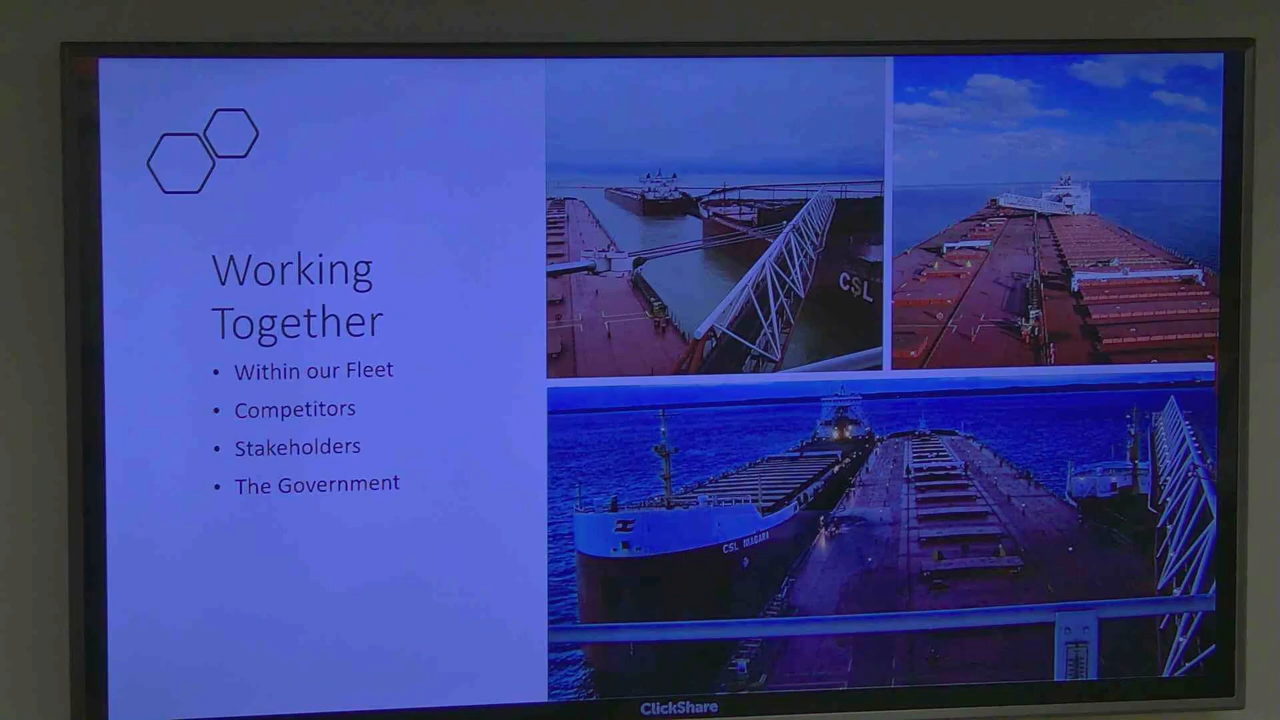 Working
Together
• Within our Fleet
• Competitors
• Stakeholders
• The Government
CSL
CSL NIAGARA
ClickShare